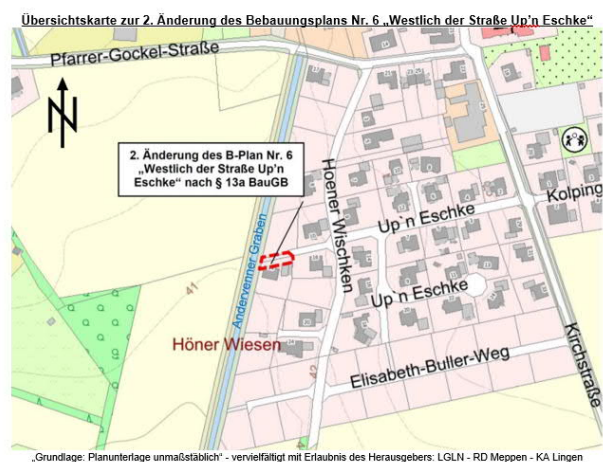 Übersichtskarte zur 2. Änderung des Bebauungsplans Nr. 6 „Westlich der Straße Up’n Eschke“
Pfarrer-Gockel-Straße
N
2. Änderung des B-Plan Nr. 6
„Westlich der Straße Up’n
Eschke“ nach § 13a BauGB
Hoener Wischken
Up`n Eschke
Kolping
Andervenner Graben
41
Up`n Eschke
Höner Wiesen
42
Elisabeth-Buller-Weg
Kirchstraße
„Grundlage: Planunterlage unmaßstäblich“ - vervielfältigt mit Erlaubnis des Herausgebers: LGLN - RD Meppen - KA Lingen